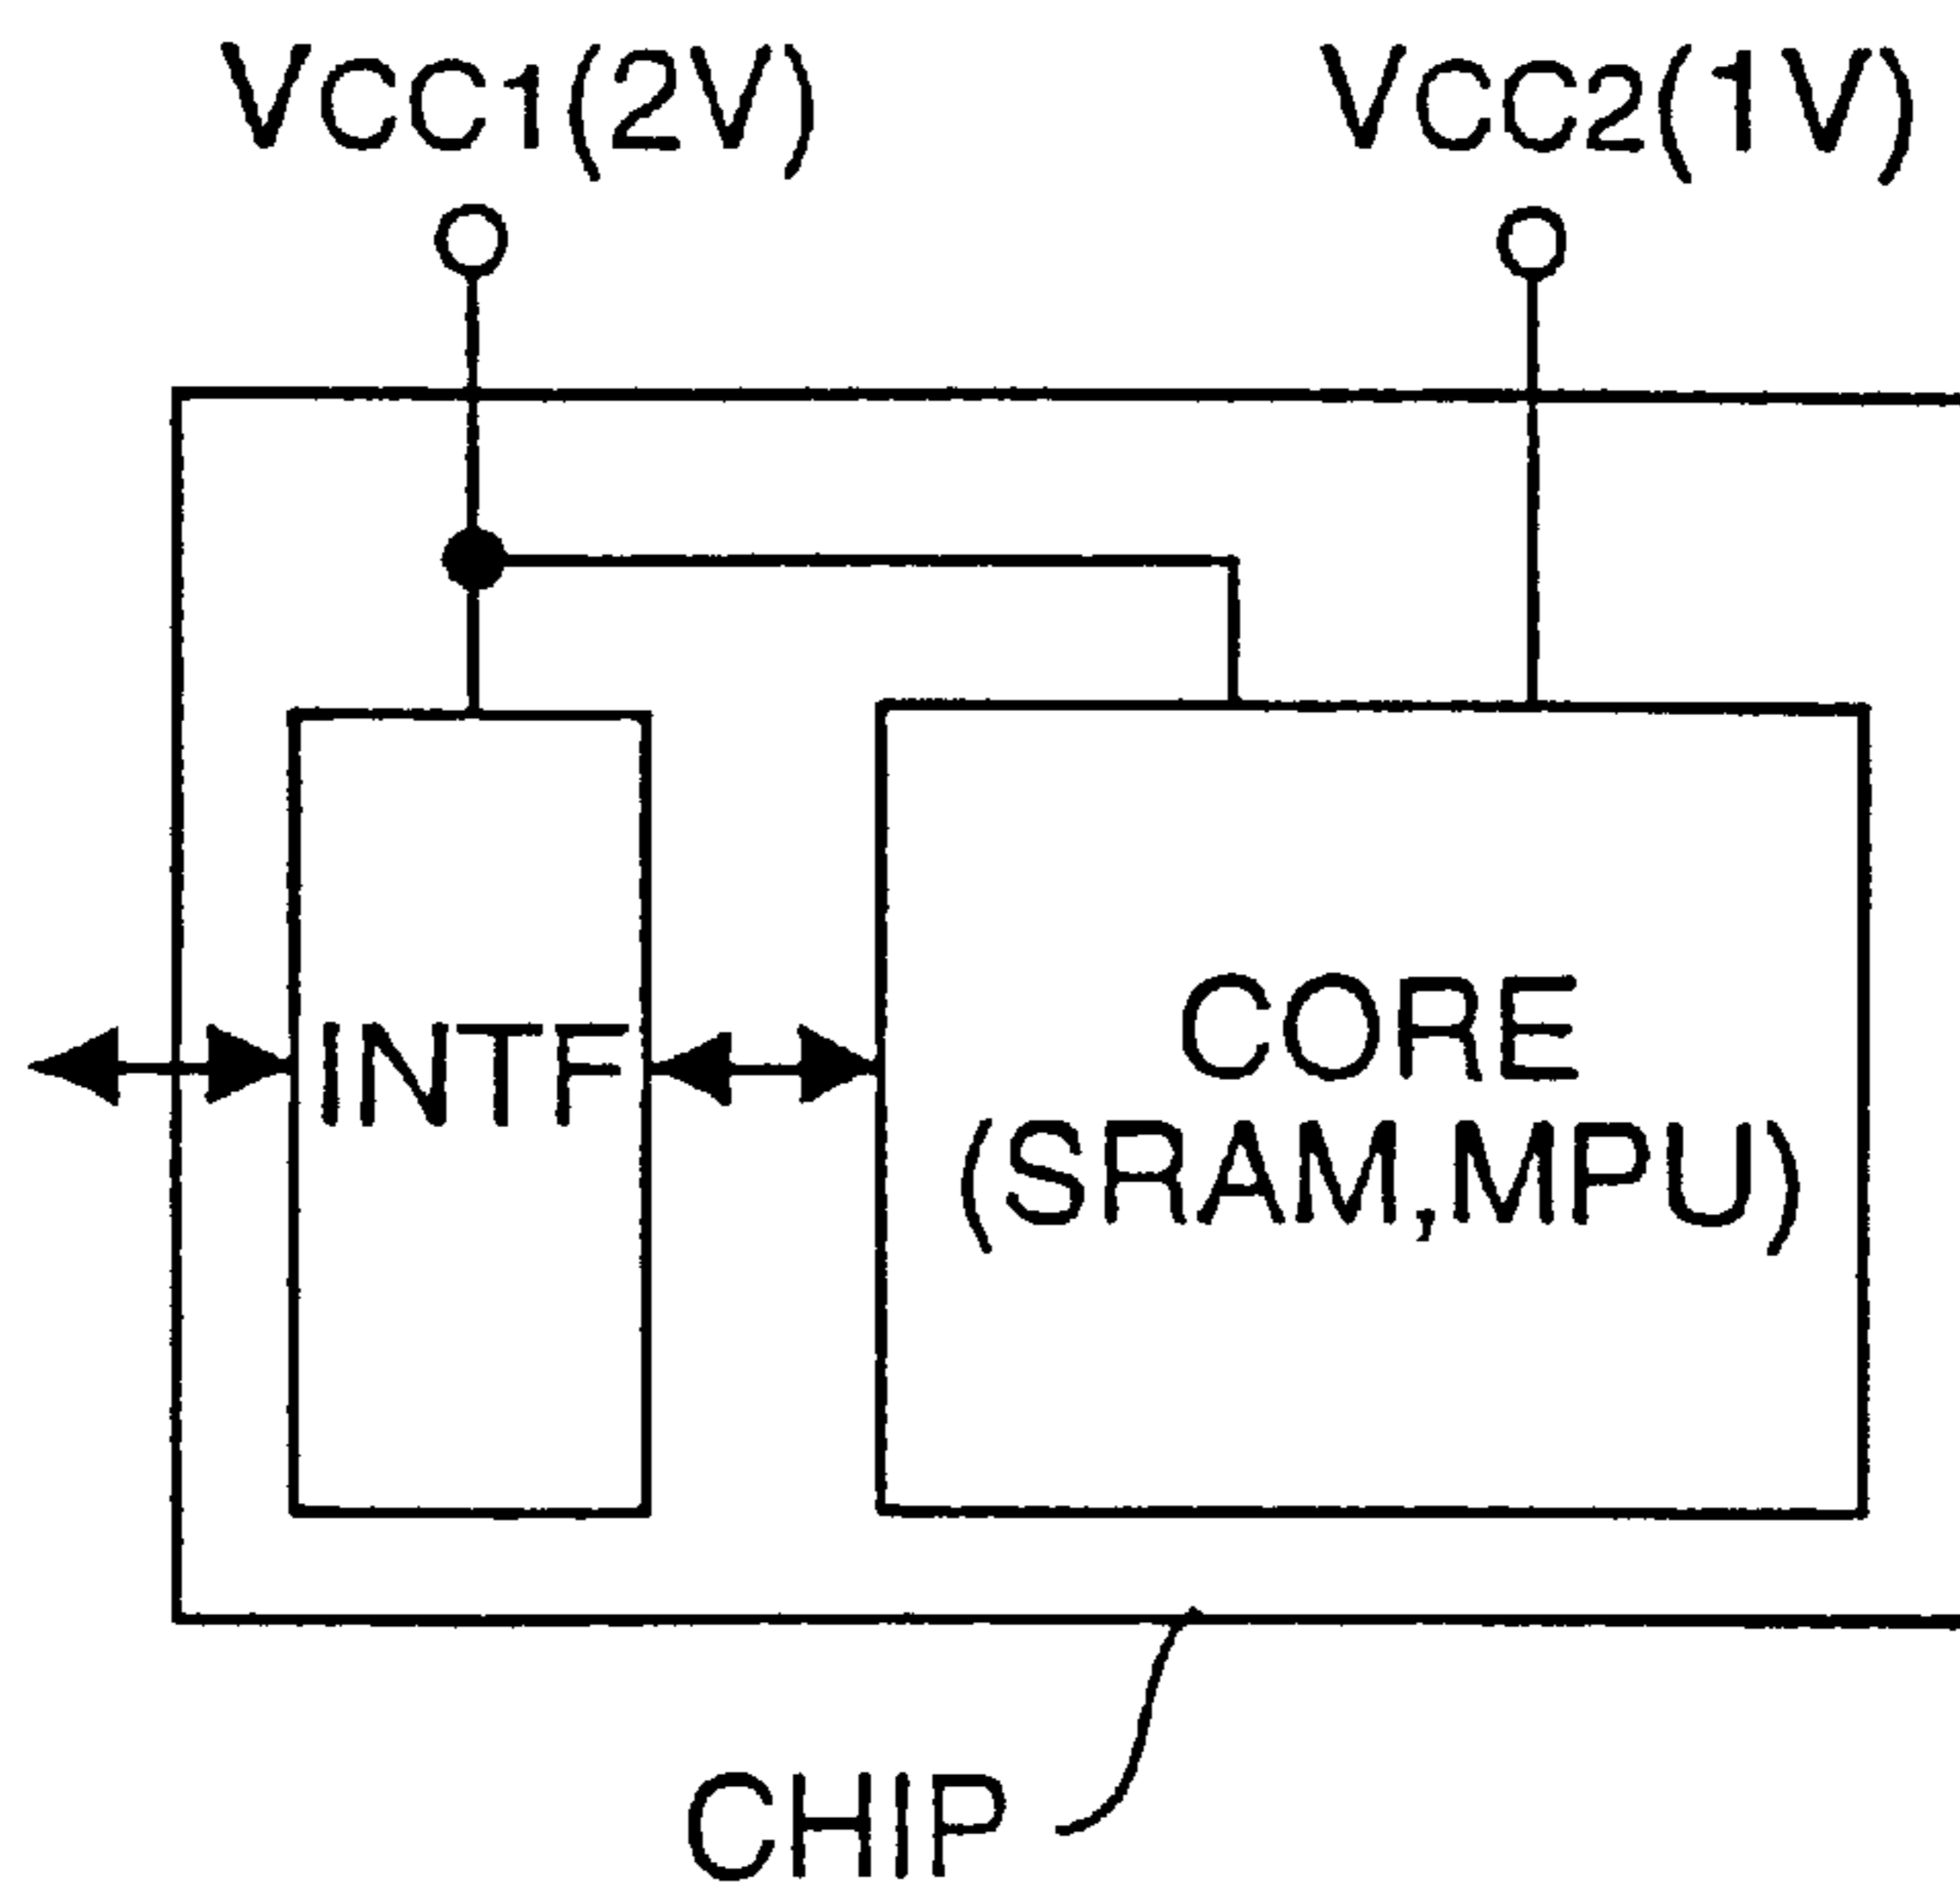 VCC1(2V)
VCC2(1V)
INTF
CORE
(SRAM,MPU)
CHIP